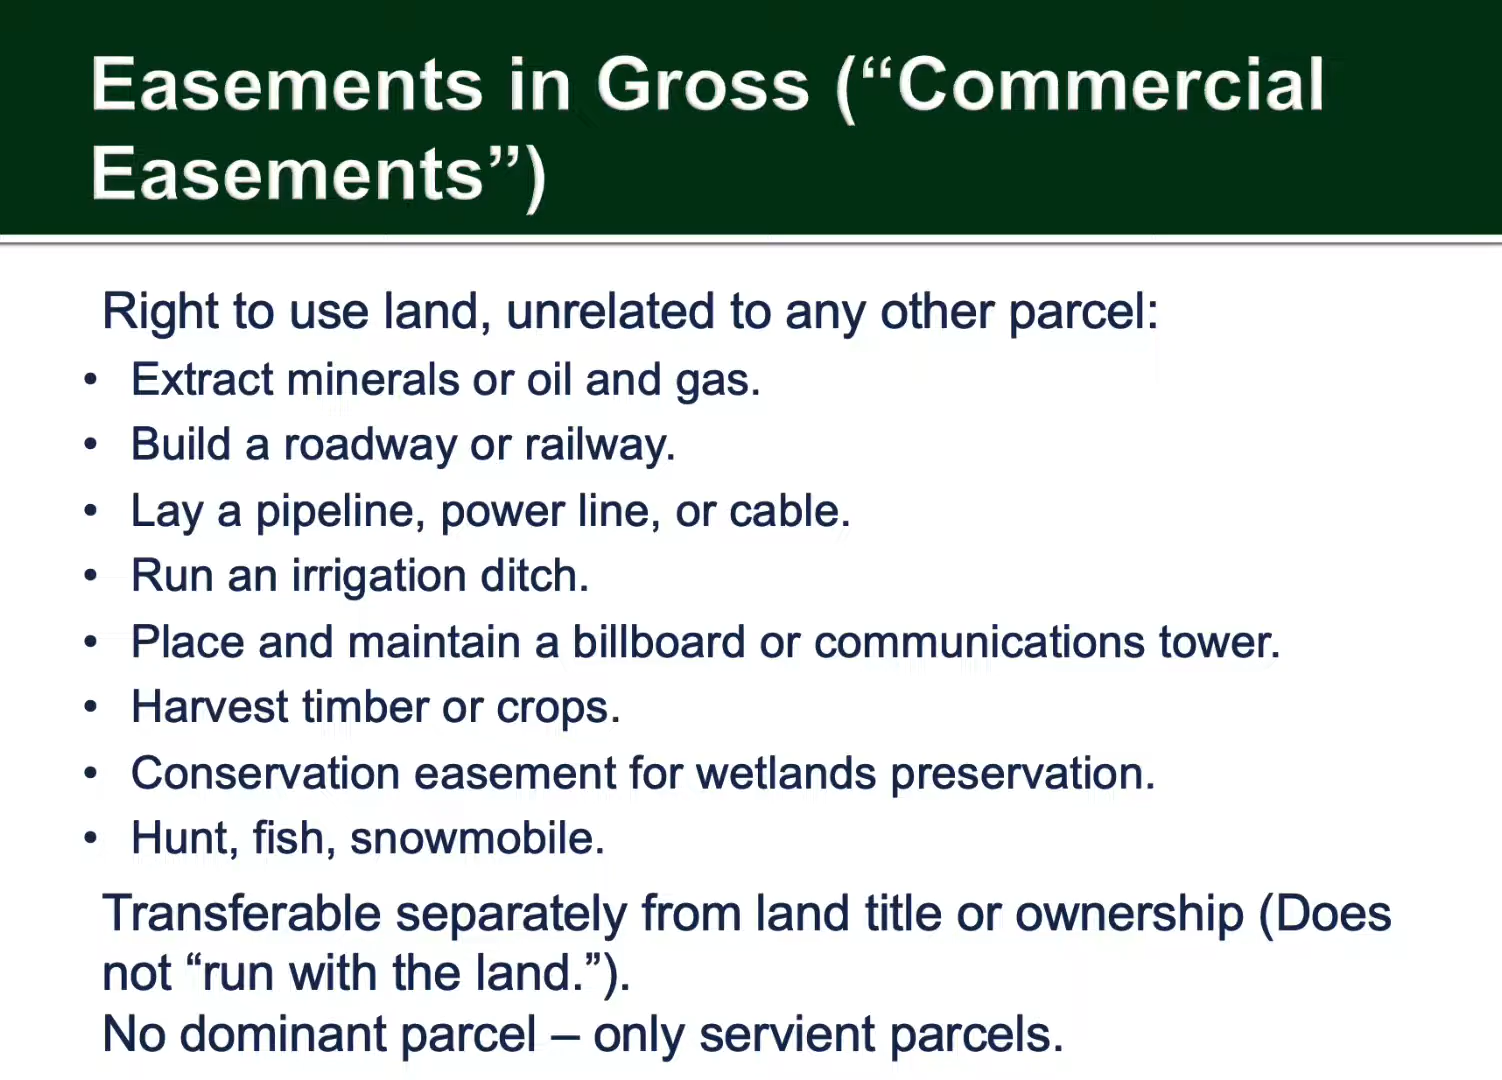 Easements in Gross (“Commercial
Easements”)
Right to use land, unrelated to any other parcel:
• Extract minerals or oil and gas.
• Build a roadway or railway.
• Lay a pipeline, power line, or cable.
• Run an irrigation ditch.
• Place and maintain a billboard or communications tower.
• Harvest timber or crops.
• Conservation easement for wetlands preservation.
• Hunt, fish, snowmobile.
Transferable separately from land title or ownership (Does
not “run with the land.”).
No dominant parcel – only servient parcels.